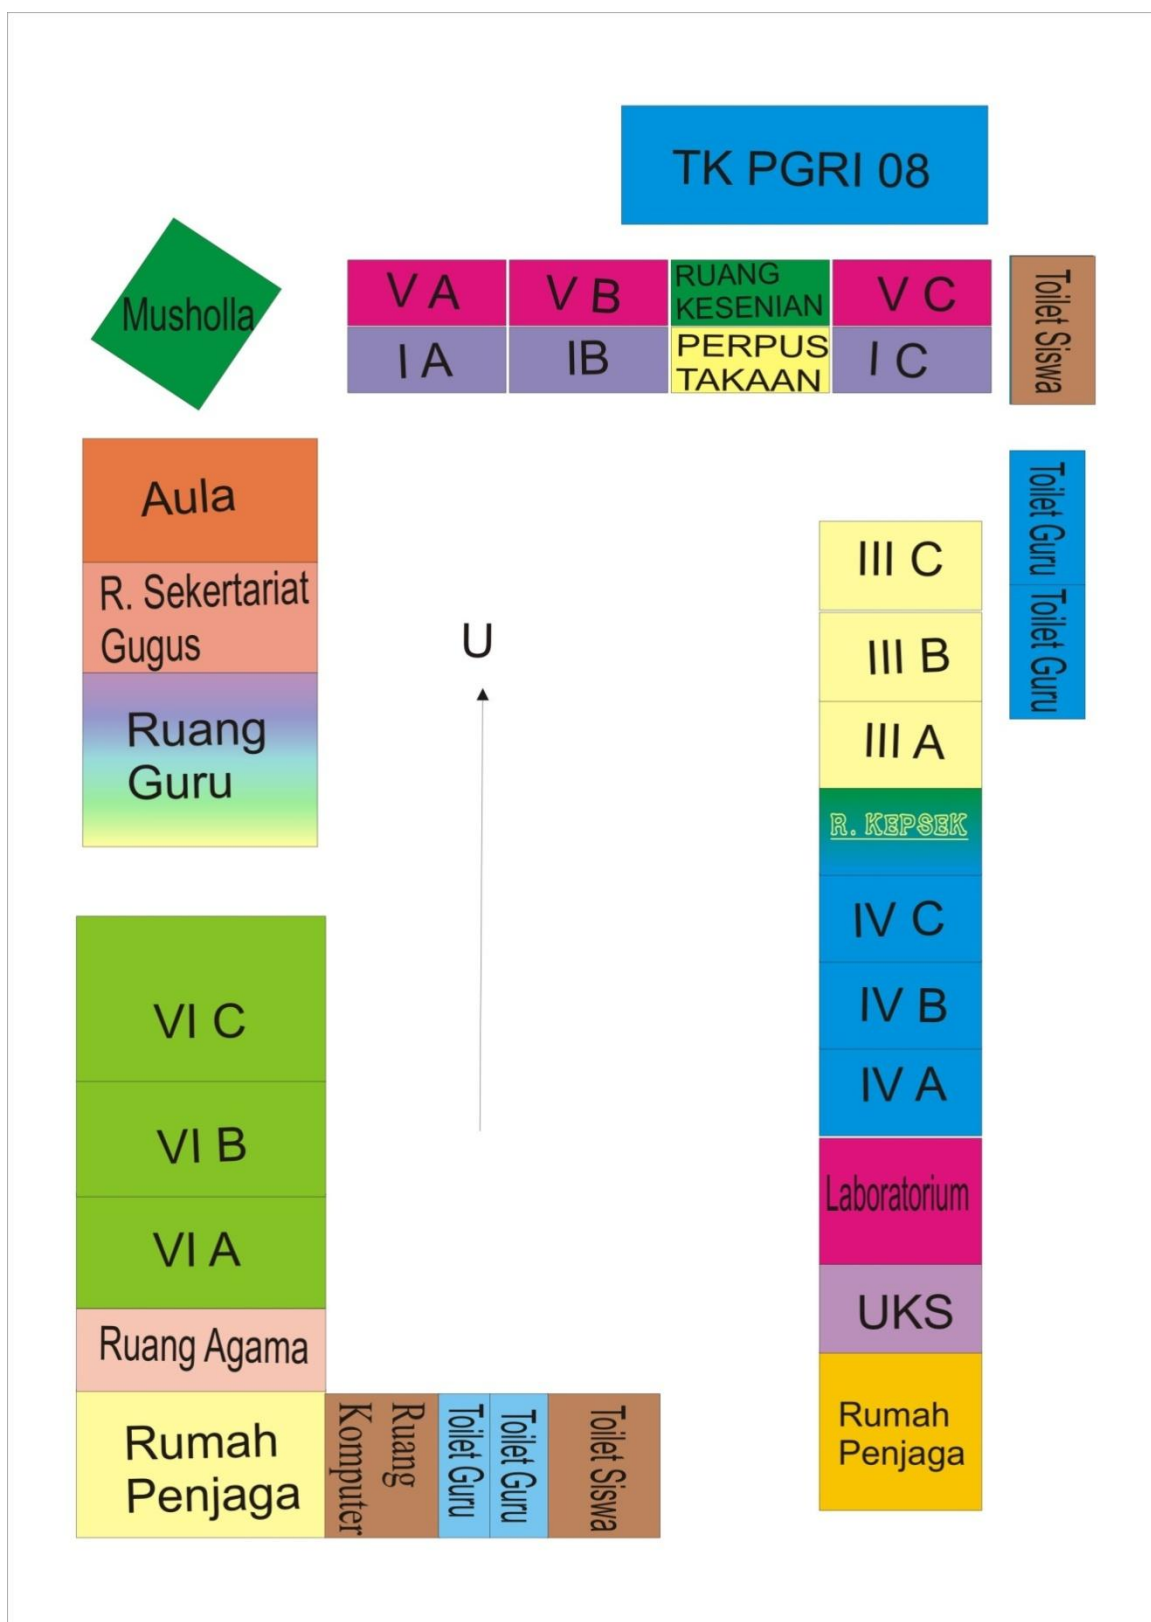 TK PGRI 08
Musholla
V A
V B
RUANG
KESENIAN
V C
Toilet Siswa
I A
IB
PERPUS
TAKAAN
I C
Aula
R. Sekertariat
Gugus
Ruang
Guru
U
III C
III B
III A
Toilet Guru
Toilet Guru
R. KEPSEK
IV C
IV B
IV A
Laboratorium
UKS
Rumah
Penjaga
VI C
VI B
VI A
Ruang Agama
Rumah
Penjaga
Ruang
Komputer
Toilet Guru
Toilet Guru
Toilet Siswa